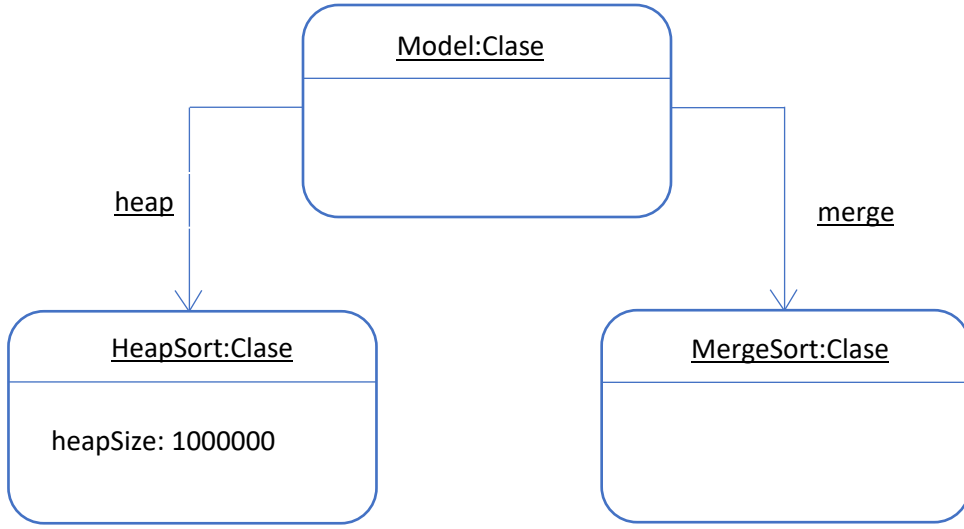 Model:Clase
heap
merge
HeapSort:Clase
MergeSort:Clase
heapSize: 1000000